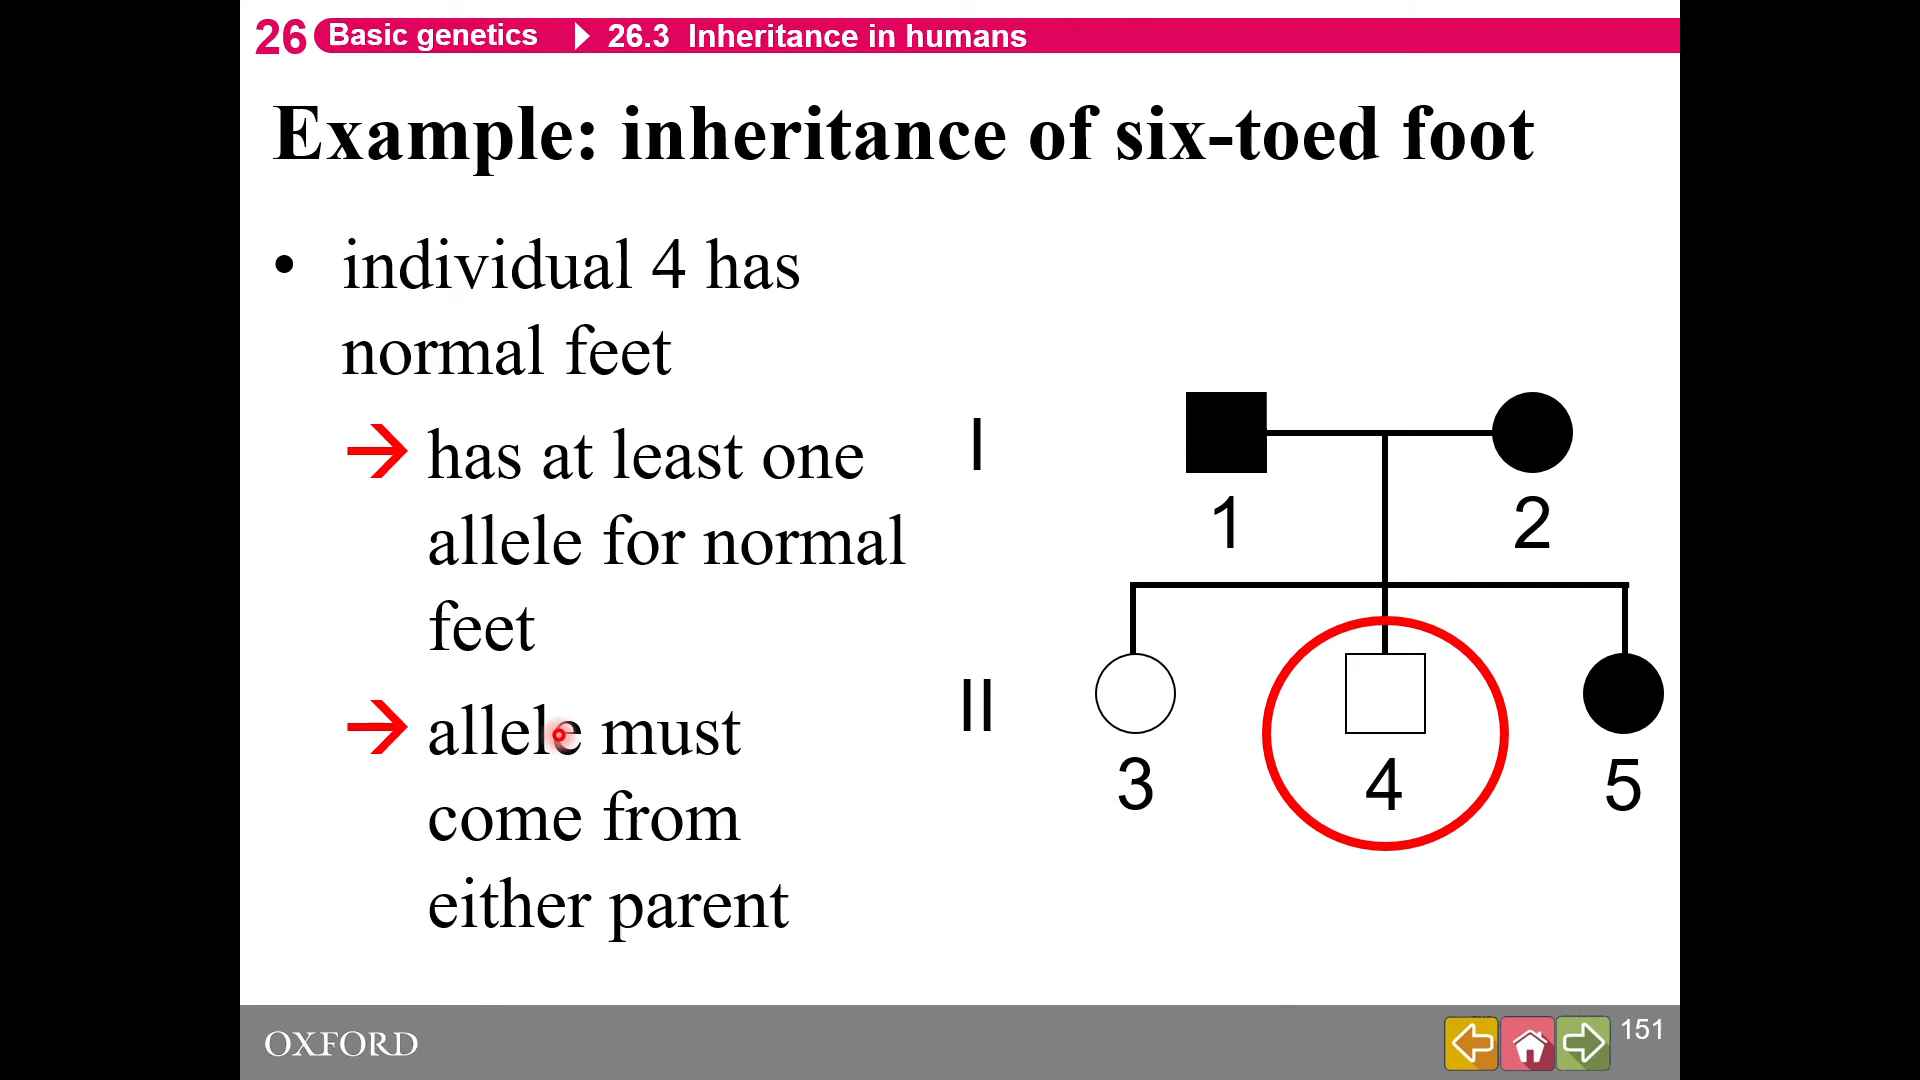 26 Basic genetics 26.3 Inheritance in humans
Example: inheritance of six-toed foot
• individual 4 has
normal feet
→ has at least one
allele for normal
feet
→ allele must
come from
either parent
I
1 2
II
3 4 5
OXFORD
151